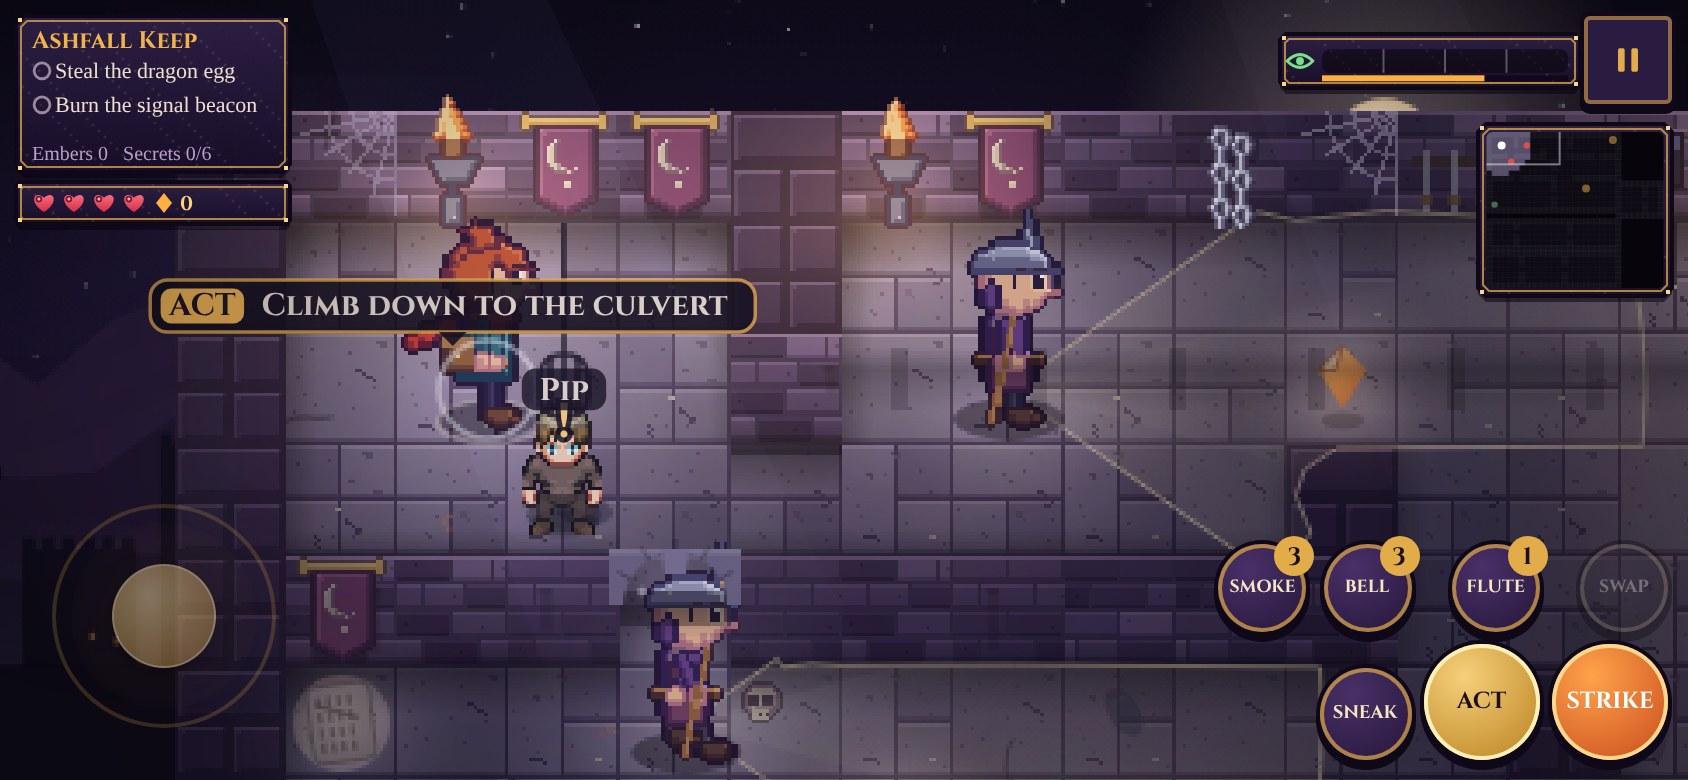 Ashfall Keep
Steal the dragon egg
Burn the signal beacon
Embers 0 Secrets 0/6
0
ACT Climb down to the culvert
Pip
!
3
SMOKE
3
BELL
1
FLUTE
SWAP
SNEAK
ACT
STRIKE